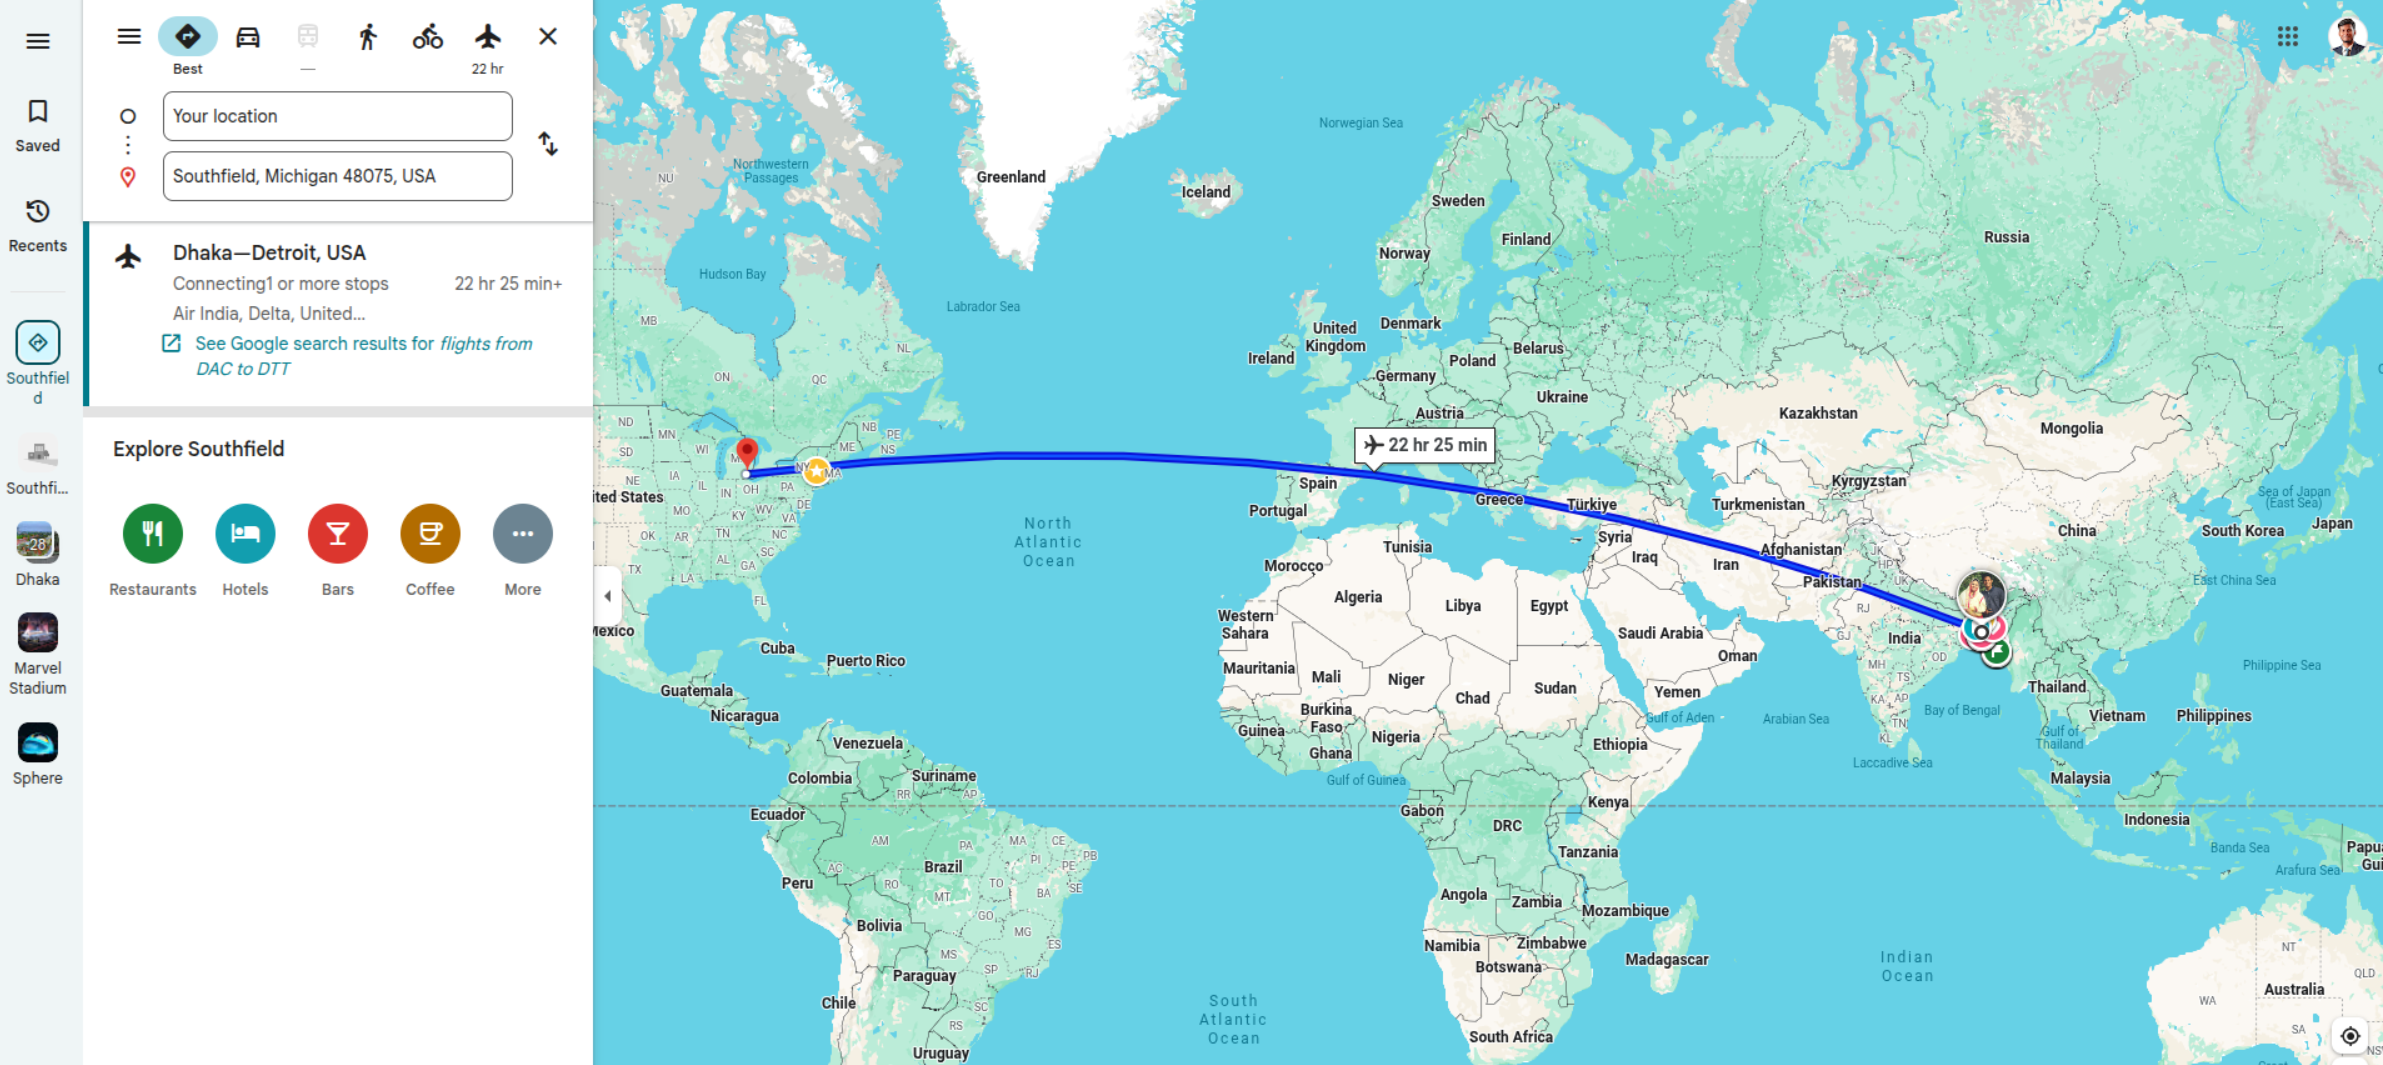 Saved
Recents
Southfiel
d
Southfi...
28
Dhaka
Marvel
Stadium
Sphere
Best
—
22 hr
Your location
Southfield, Michigan 48075, USA
Dhaka—Detroit, USA
Connecting1 or more stops
22 hr 25 min+
Air India, Delta, United...
See Google search results for flights from
DAC to DTT
Explore Southfield
Restaurants
Hotels
Bars
Coffee
More
Norwegian Sea
Northwestern
Passages
NU
Greenland
Iceland
Sweden
Finland
Norway
Russia
Hudson Bay
Labrador Sea
MB
NL
ON
QC
United
Kingdom
Denmark
Ireland
Belarus
Poland
Germany
Ukraine
Austria
Kazakhstan
Mongolia
ND
MN
NB
PE
SD
WI
ME
NS
22 hr 25 min
NY
MA
NE
IA
IL
IN
OH
PA
ited States
DE
MO
KY
WV
VA
OK
AR
TN
NC
SC
AL
GA
TX
LA
FL
Spain
Portugal
Greece
Türkiye
Turkmenistan
Kyrgyzstan
Sea of Japan
(East Sea)
China
South Korea
Japan
Syria
Iraq
Iran
Afghanistan
Pakistan
JK
HP
UK
North
Atlantic
Ocean
Tunisia
Morocco
Algeria
Libya
Egypt
East China Sea
Western
Sahara
Saudi Arabia
Oman
RJ
GJ
India
MH
OD
TS
KA
AP
TN
KL
Mexico
Cuba
Puerto Rico
Mauritania
Mali
Niger
Chad
Sudan
Yemen
Philippine Sea
Thailand
Guatemala
Nicaragua
Burkina
Faso
Guinea
Nigeria
Ghana
Gulf of Aden
Arabian Sea
Bay of Bengal
Vietnam
Philippines
Gulf of
Thailand
Venezuela
Ethiopia
Laccadive Sea
Colombia
Suriname
Gulf of Guinea
Malaysia
RR
AP
Ecuador
Gabon
Kenya
DRC
Indonesia
AM
PA
MA
CE
PI
PB
PE
SE
Brazil
AC
RO
TO
BA
MT
Tanzania
Banda Sea
Papua
Gui
Arafura Sea
Peru
Bolivia
GO
MG
ES
MS
SP
RJ
Angola
Zambia
Mozambique
Namibia
Zimbabwe
Botswana
Madagascar
Indian
Ocean
Paraguay
Chile
SC
RS
Uruguay
South
Atlantic
Ocean
South Africa
NT
QLD
Australia
WA
SA